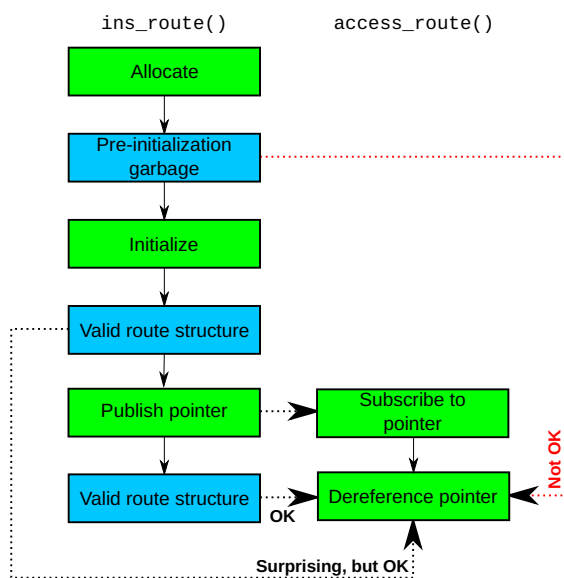 ins_route()
access_route()
Allocate
Pre-initialization
garbage
Initialize
Valid route structure
Publish pointer
Subscribe to
pointer
Not OK
Valid route structure
Dereference pointer
OK
Surprising, but OK